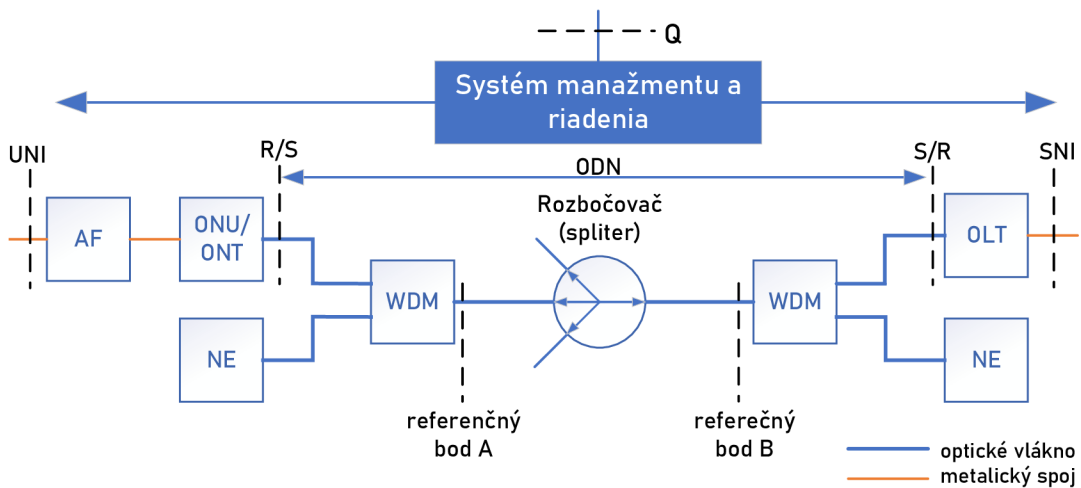 Q
Systém manažmentu a
riadenia
UNI
R/S
ODN
S/R
SNI
AF
ONU/
ONT
Rozbočovač
(spliter)
OLT
WDM
WDM
NE
NE
referenčný
bod A
referečný
bod B
optické vlákno
metalický spoj